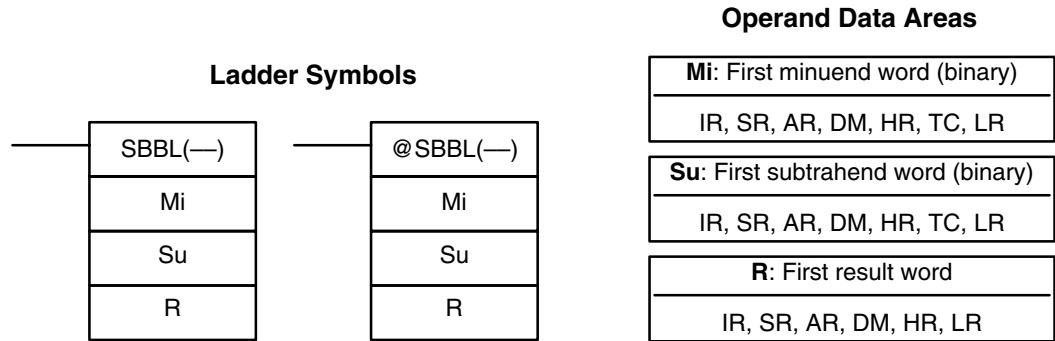 Ladder Symbols
SBBL(—)
Mi
Su
R
@SBBL(—)
Mi
Su
R
Operand Data Areas
Mi: First minuend word (binary)
IR, SR, AR, DM, HR, TC, LR
Su: First subtrahend word (binary)
IR, SR, AR, DM, HR, TC, LR
R: First result word
IR, SR, AR, DM, HR, LR